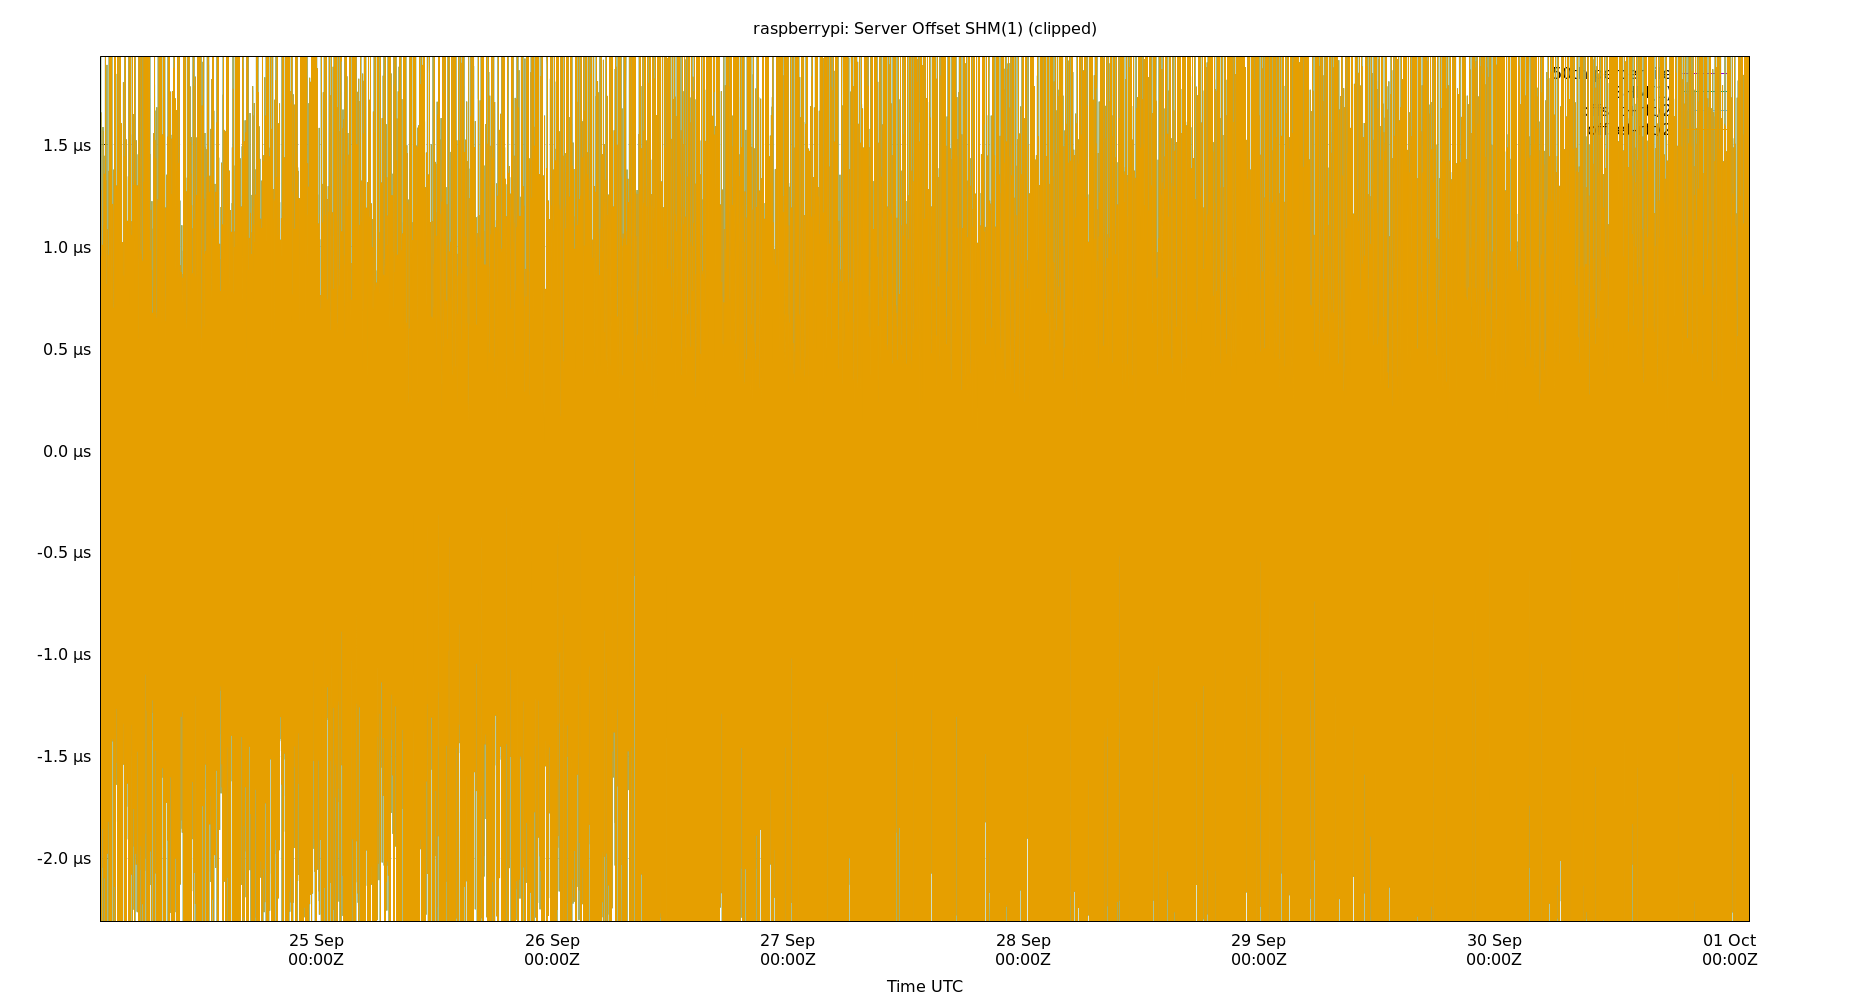 raspberrypi: Server Offset SHM(1) (clipped)
1.5 µs
1.0 µs
0.5 µs
0.0 µs
-0.5 µs
-1.0 µs
-1.5 µs
-2.0 µs
25 Sep 26 Sep 27 Sep 28 Sep 29 Sep 30 Sep 01 Oct
00:00Z 00:00Z 00:00Z 00:00Z 00:00Z 00:00Z 00:00Z
Time UTC